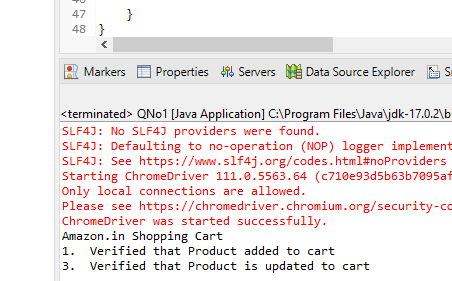 47 }
48 }
Markers Properties Servers Data Source Explorer
<terminated> QNo1 [Java Application] C:\Program Files\Java\jdk-17.0.2\b
SLF4J: No SLF4J providers were found.
SLF4J: Defaulting to no-operation (NOP) logger implement
SLF4J: See https://www.slf4j.org/codes.html#noProviders
Starting ChromeDriver 111.0.5563.64 (c710e93d5b63b7095af
Only local connections are allowed.
Please see https://chromedriver.chromium.org/security-co
ChromeDriver was started successfully.
Amazon.in Shopping Cart
1. Verified that Product added to cart
3. Verified that Product is updated to cart